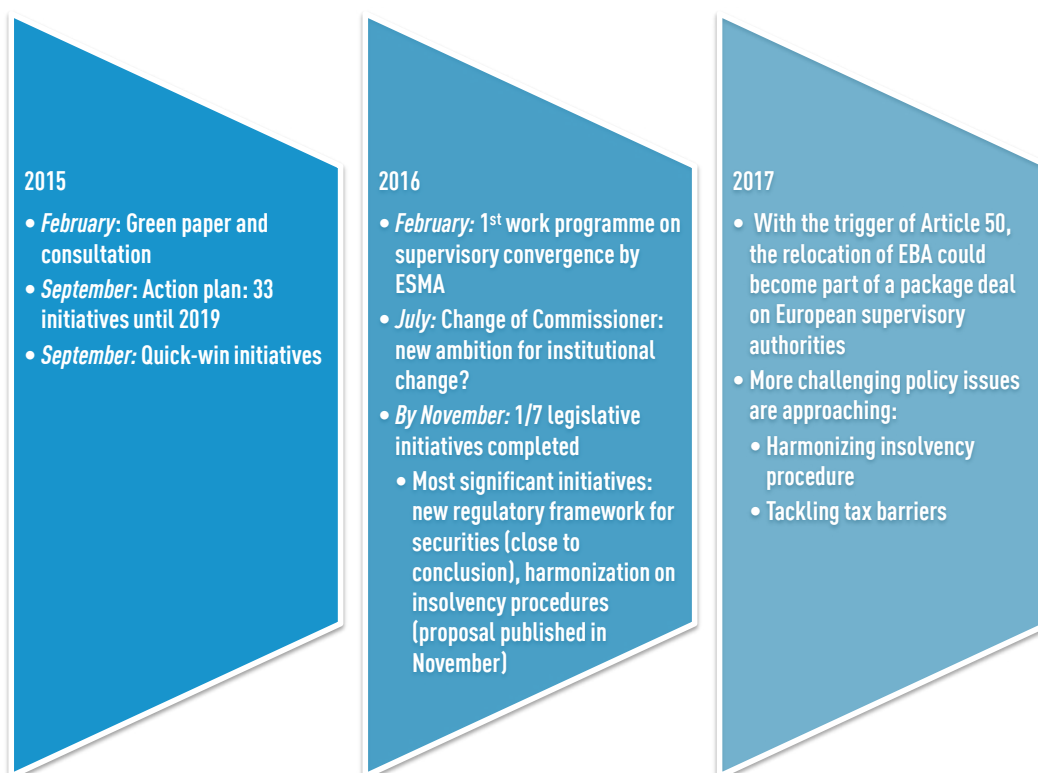 2015
• February: Green paper and
consultation
• September: Action plan: 33
initiatives until 2019
• September: Quick-win initiatives
2016
• February: 1st work programme on
supervisory convergence by
ESMA
• July: Change of Commissioner:
new ambition for institutional
change?
• By November: 1/7 legislative
initiatives completed
• Most significant initiatives:
new regulatory framework for
securities (close to
conclusion), harmonization on
insolvency procedures
(proposal published in
November)
2017
• With the trigger of Article 50,
the relocation of EBA could
become part of a package deal
on European supervisory
authorities
• More challenging policy issues
are approaching:
• Harmonizing insolvency
procedure
• Tackling tax barriers